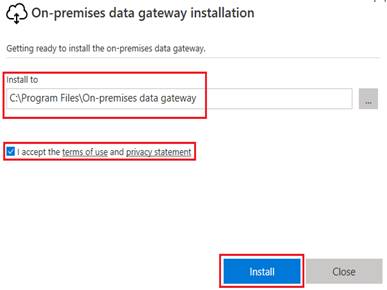 On-premises data gateway installation
Getting ready to install the on-premises data gateway.
Install to
C:\Program Files\On-premises data gateway
...
I accept the terms of use and privacy statement
Install
Close